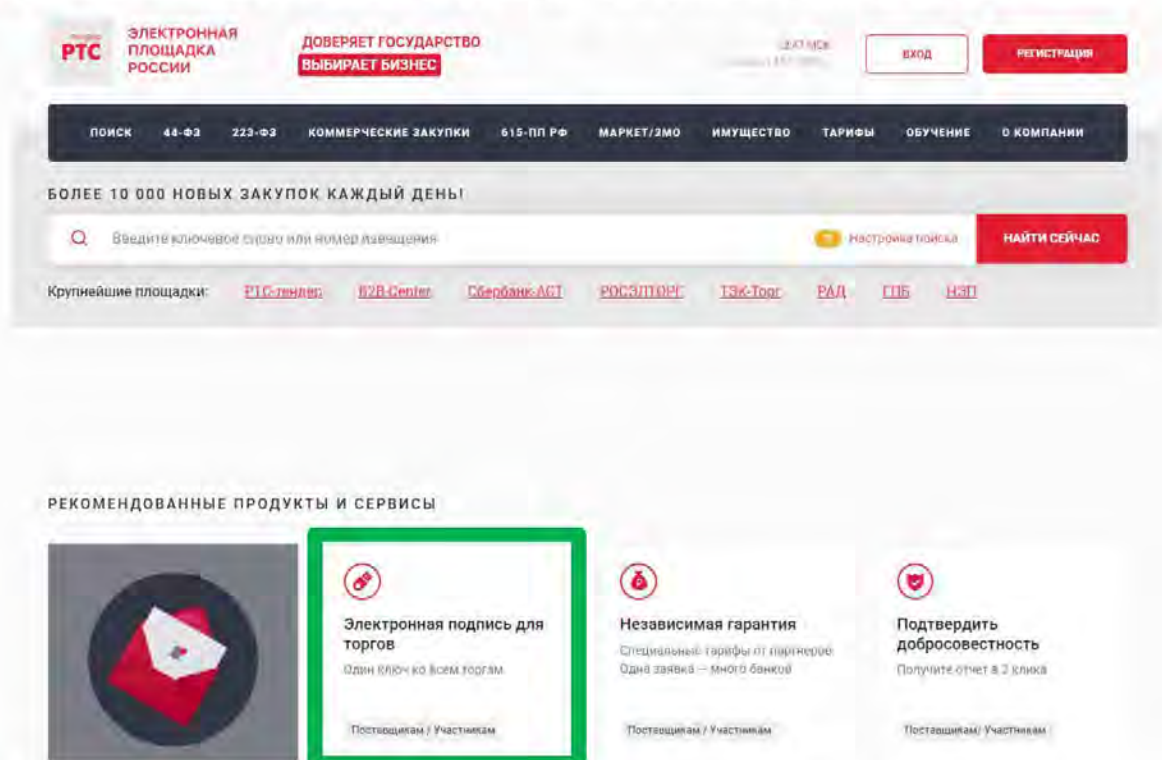 РТС
ЭЛЕКТРОННАЯ
ПЛОЩАДКА
РОССИИ
ДОВЕРЯЕТ ГОСУДАРСТВО
ВЫБИРАЕТ БИЗНЕС
ВХОД
РЕГИСТРАЦИЯ
ПОИСК 44-ФЗ 223-ФЗ КОММЕРЧЕСКИЕ ЗАКУПКИ 615-ПП РФ МАРКЕТ/ЗМО ИМУЩЕСТВО ТАРИФЫ ОБУЧЕНИЕ О КОМПАНИИ
БОЛЕЕ 10 000 НОВЫХ ЗАКУПОК КАЖДЫЙ ДЕНЬ!
Введите ключевое слово или номер извещения Настройка поиска НАЙТИ СЕЙЧАС
Крупнейшие площадки: РТС-тендер B2B-Center Сбербанк-АСТ РОСЭЛТОРГ ТЭК-Торг РАД ГПБ НЭП
РЕКОМЕНДОВАННЫЕ ПРОДУКТЫ И СЕРВИСЫ
Электронная подпись для
торгов
Один ключ ко всем торгам
Поставщикам / Участникам
Независимая гарантия
Специальные тарифы от партнеров
Одна заявка — много банков
Поставщикам / Участникам
Подтвердить
добросовестность
Получите отчет в 2 клика
Поставщикам/ Участникам